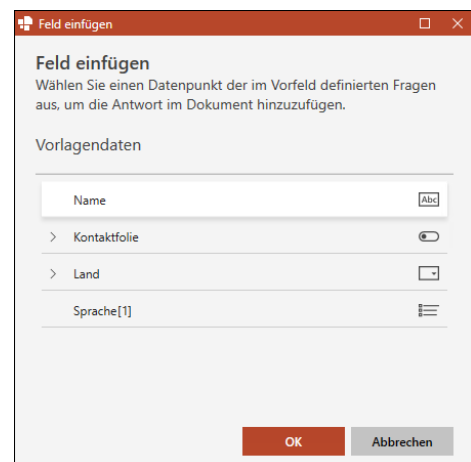 Feld einfügen
Feld einfügen
Wählen Sie einen Datenpunkt der im Vorfeld definierten Fragen
aus, um die Antwort im Dokument hinzuzufügen.
Vorlagendaten
Name Abc
Kontaktfolie
Land
Sprache[1]
OK Abbrechen